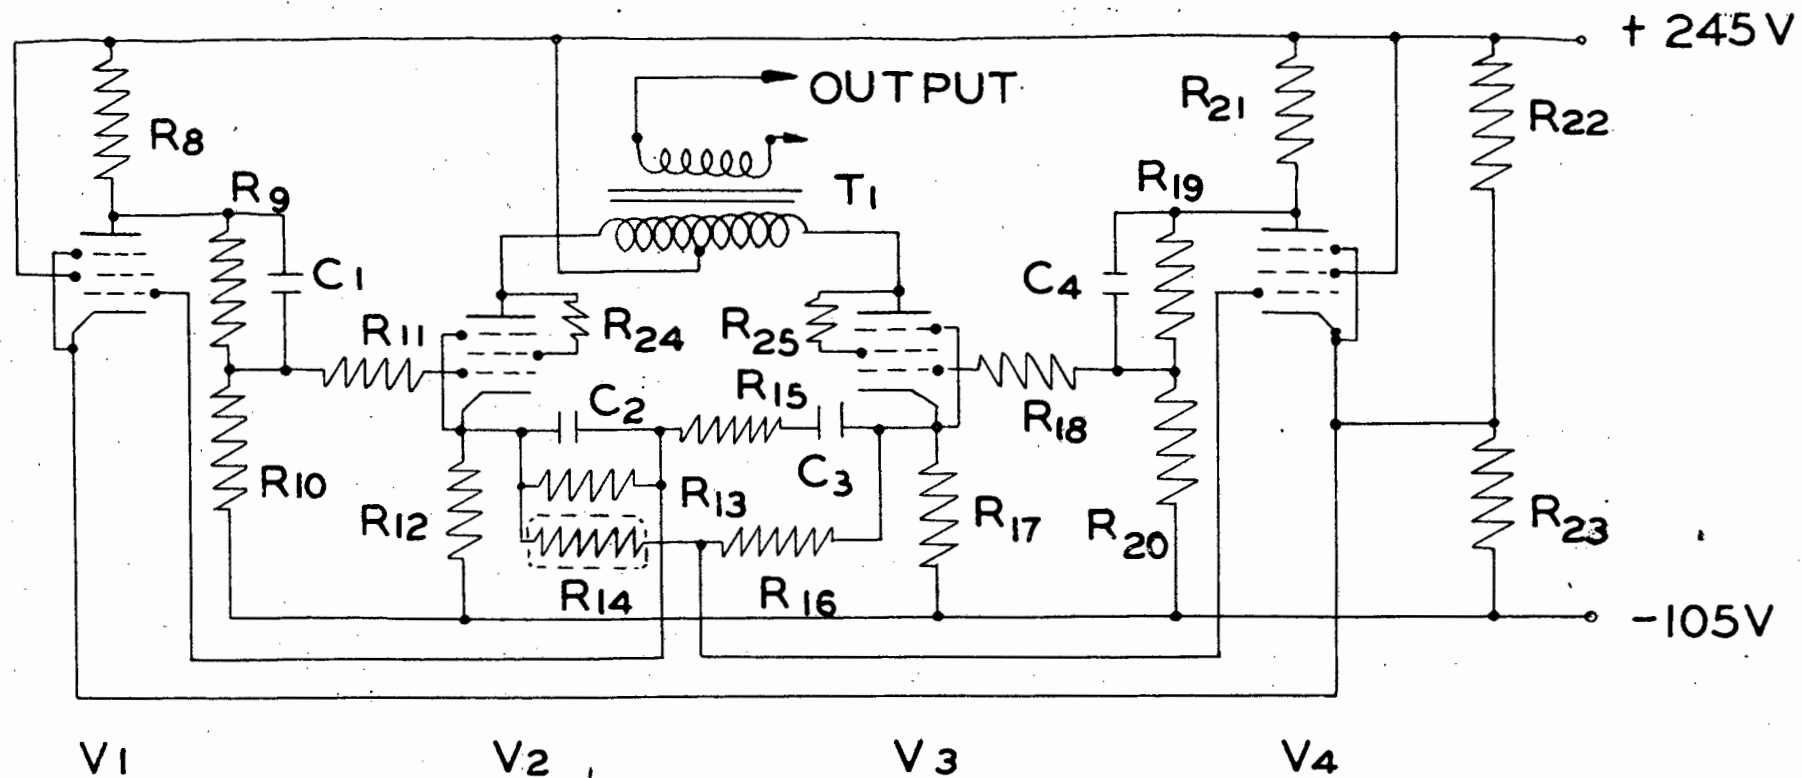 + 245V
OUTPUT
R21
R22
R8
R9
T1
R19
C1
C4
R11
R24
R25
R15
C2
R18
C3
R10
R12
R13
R17
R20
R23
R14
R16
-105V
V1
V2
V3
V4